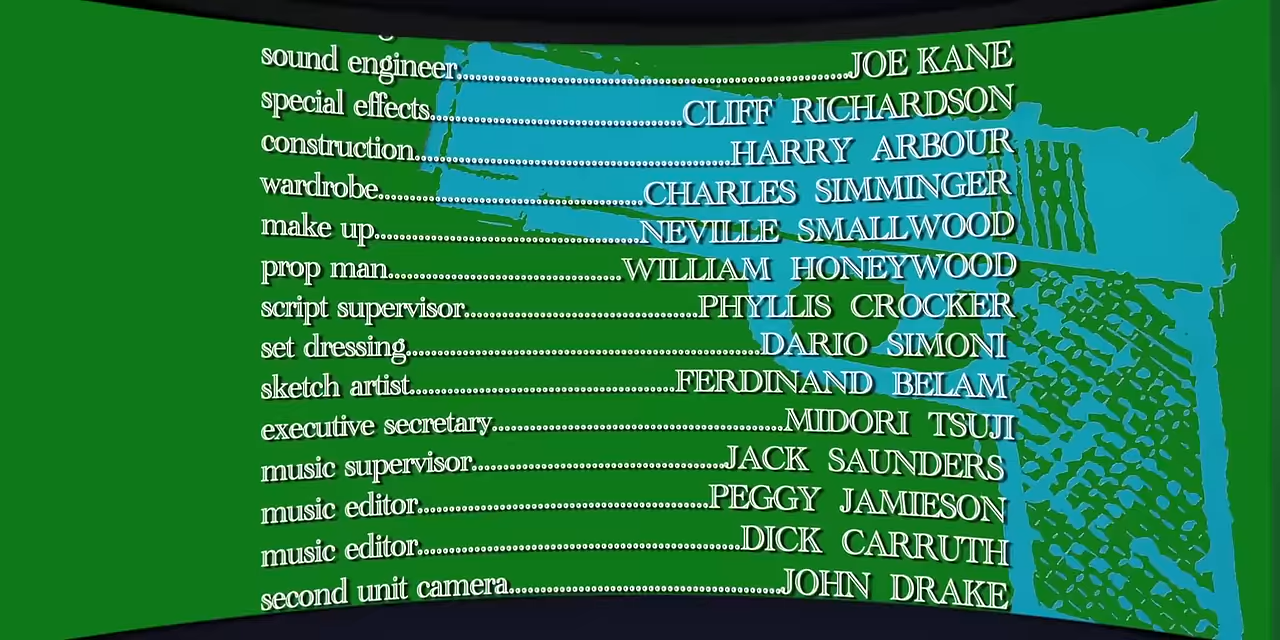 sound engineer JOE KANE
special effects CLIFF RICHARDSON
construction HARRY ARBOUR
wardrobe CHARLES SIMMINGER
make up NEVILLE SMALLWOOD
prop man WILLIAM HONEYWOOD
script supervisor PHYLLIS CROCKER
set dressing DARIO SIMONI
sketch artist FERDINAND BELAM
executive secretary MIDORI TSUJI
music supervisor JACK SAUNDERS
music editor PEGGY JAMIESON
music editor DICK CARRUTH
second unit camera JOHN DRAKE